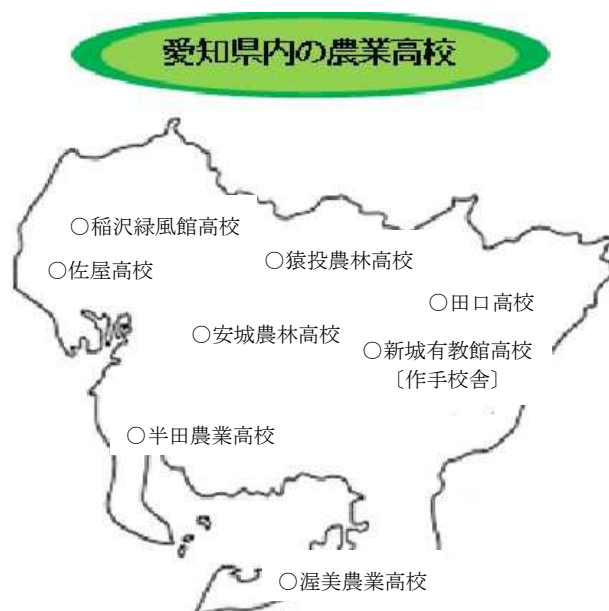 愛知県内の農業高校
○稲沢緑風館高校
○猿投農林高校
○佐屋高校
○田口高校
○安城農林高校
○新城有教館高校
〔作手校舎〕
○半田農業高校
○渥美農業高校